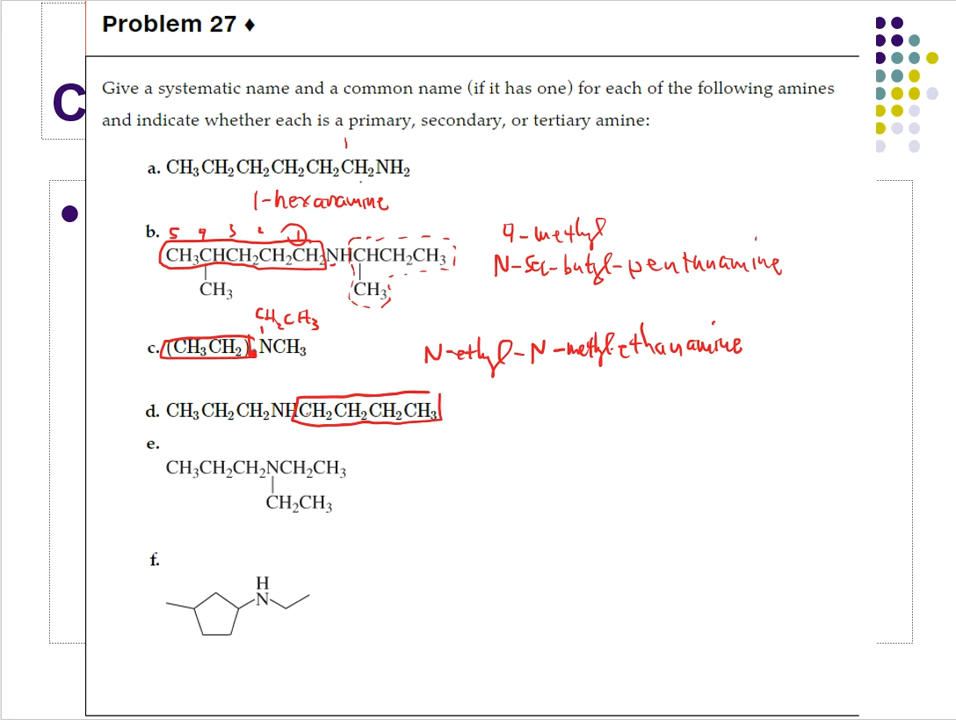 Problem 27 ♦
C
Give a systematic name and a common name (if it has one) for each of the following amines
and indicate whether each is a primary, secondary, or tertiary amine:
1
a. CH₃CH₂CH₂CH₂CH₂CH₂NH₂
1-hexanamine
b. 5 4 3 2 1
4-methyl
CH₃CHCH₂CH₂CH₂NHCHCH₂CH₃
N-sec-butyl-pentanamine
CH₃ CH₃
CH₂CH₃
c. (CH₃CH₂)₂NCH₃
N-ethyl-N-methylethanamine
d. CH₃CH₂CH₂NHCH₂CH₂CH₂CH₃
e.
CH₃CH₂CH₂NCH₂CH₃
CH₂CH₃
f.
H
N